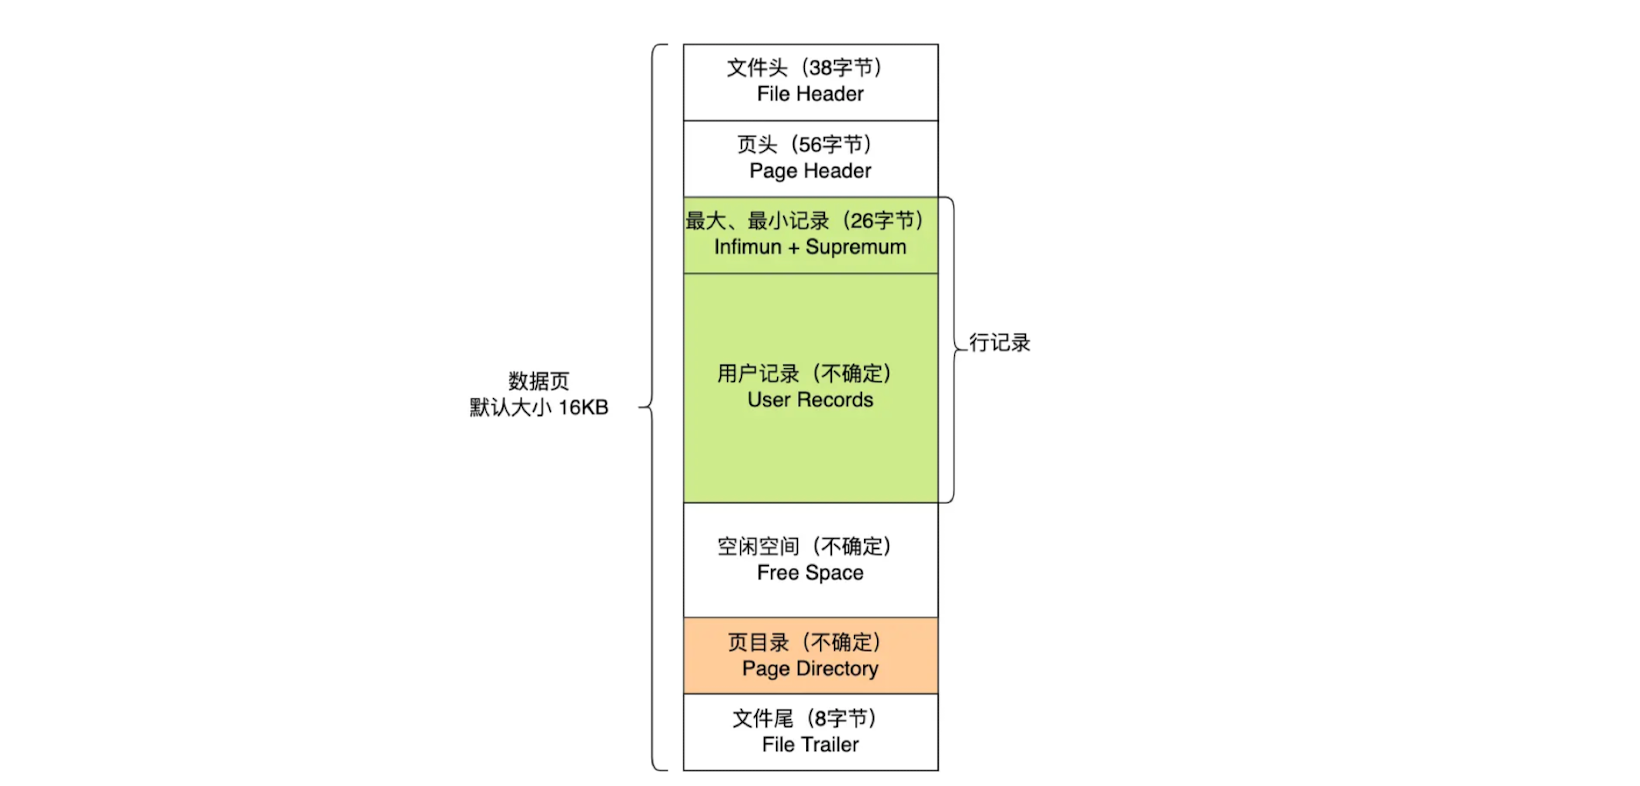 文件头（38字节）
File Header
页头（56字节）
Page Header
最大、最小记录（26字节）
Infimun + Supremum
行记录
用户记录（不确定）
User Records
数据页
默认大小 16KB
空闲空间（不确定）
Free Space
页目录（不确定）
Page Directory
文件尾（8字节）
File Trailer